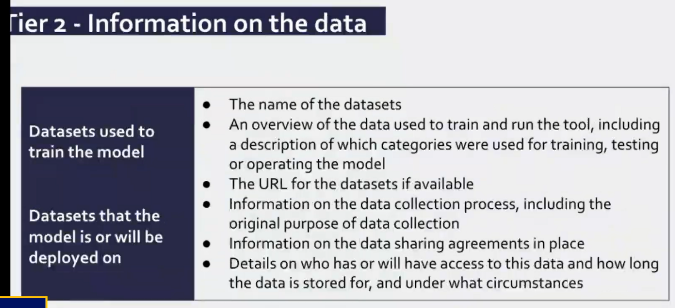 Tier 2 - Information on the data
Datasets used to
train the model
Datasets that the
model is or will be
deployed on
● The name of the datasets
● An overview of the data used to train and run the tool, including
a description of which categories were used for training, testing
or operating the model
● The URL for the datasets if available
● Information on the data collection process, including the
original purpose of data collection
● Information on the data sharing agreements in place
● Details on who has or will have access to this data and how long
the data is stored for, and under what circumstances